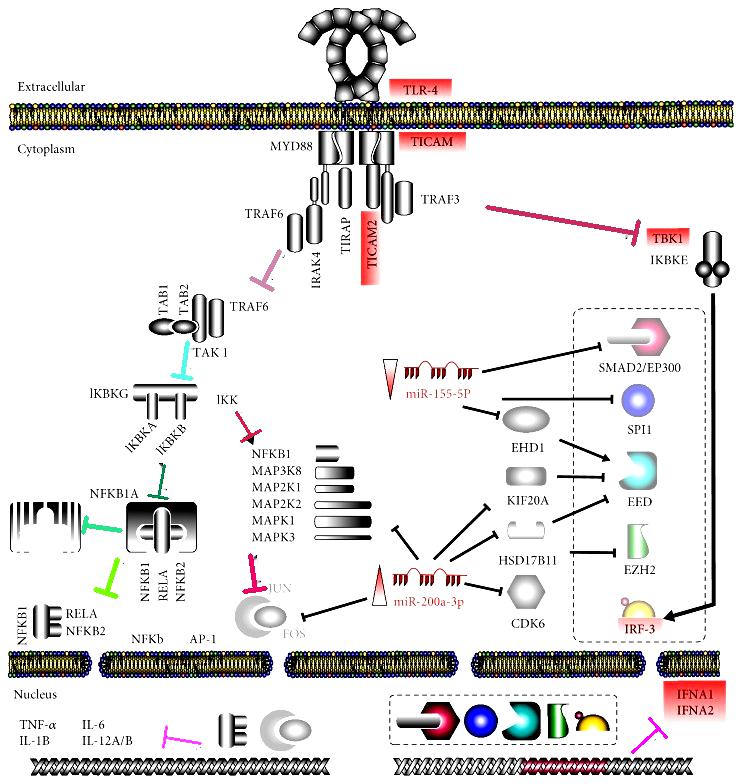 Extracellular
TLR-4
Cytoplasm
MYD88
TICAM
TRAF6
IRAK4
TIRAP
TICAM2
TRAF3
TBK1
IKBKE
TAB1
TAB2
TRAF6
TAK 1
IKBKG
IKK
IKBKA
IKBKB
SMAD2/EP300
miR-155-5P
SPI1
EHD1
NFKB1
MAP3K8
MAP2K1
MAP2K2
MAPK1
MAPK3
EED
KIF20A
NFKB1A
HSD17B11
EZH2
NFKB1
RELA
NFKB2
JUN
FOS
miR-200a-3p
CDK6
IRF-3
NFKB1
RELA
NFKB2
NFKb
AP-1
Nucleus
IFNA1
IFNA2
TNF-α
IL-6
IL-1B
IL-12A/B